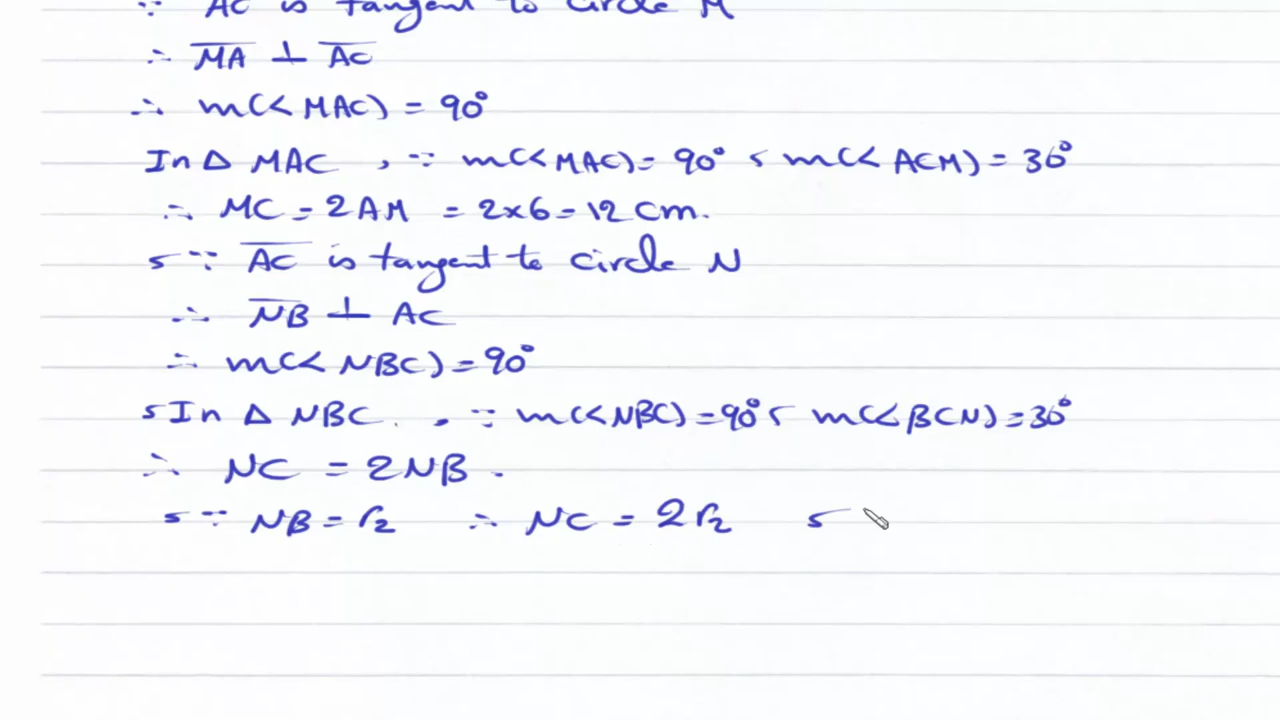 ∵ AC is tangent to circle M
∴ MA ⊥ AC
∴ m(<MAC) = 90°
In Δ MAC , ∵ m(<MAC) = 90° , m(<ACM) = 30°
∴ MC = 2AM = 2×6 = 12 cm.
, ∵ AC is tangent to circle N
∴ NB ⊥ AC
∴ m(<NBC) = 90°
, In Δ NBC , ∵ m(<NBC) = 90° , m(<BCN) = 30°
∴ NC = 2NB .
, ∵ NB = r₂ ∴ NC = 2r₂ ,